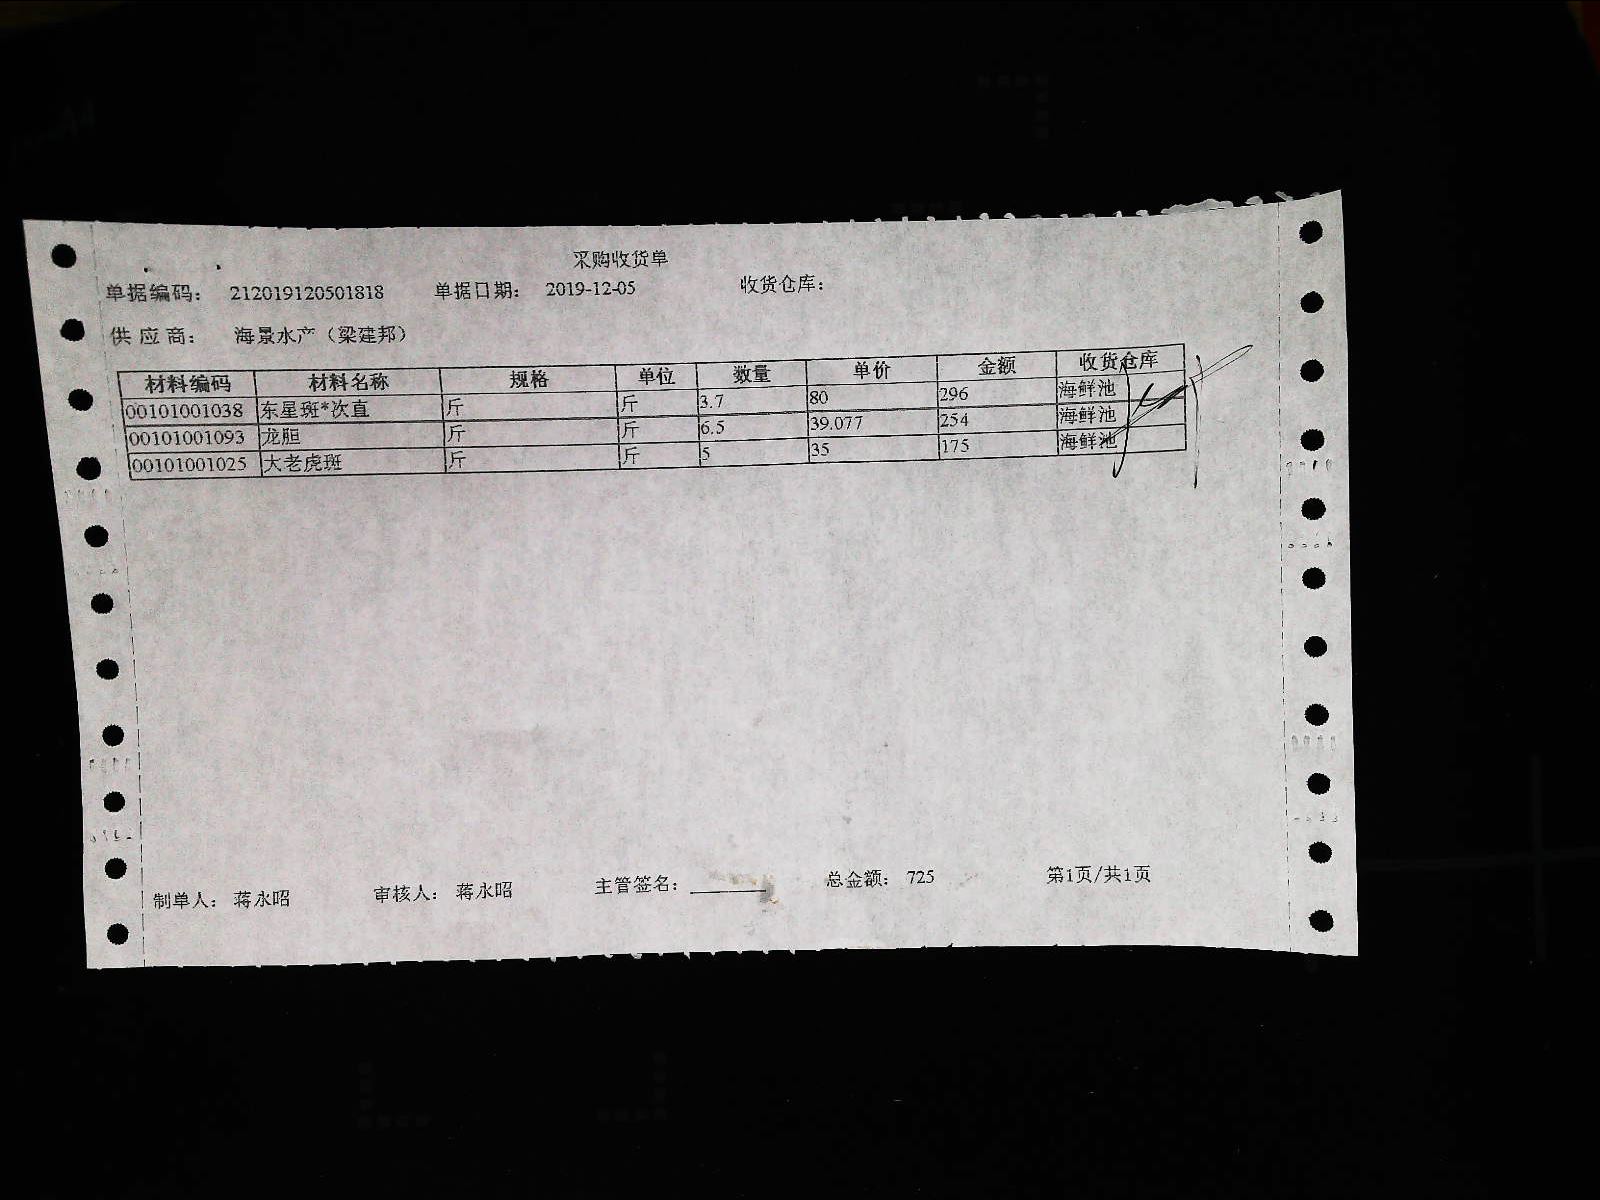 采购收货单
单据编码： 212019120501818 单据日期： 2019-12-05 收货仓库：
供应商： 海景水产（梁建邦）
材料编码 材料名称 规格 单位 数量 单价 金额 收货仓库
00101001038 东星斑*次直 斤 斤 3.7 80 296 海鲜池
00101001093 龙胆 斤 斤 6.5 39.077 254 海鲜池
00101001025 大老虎斑 斤 斤 5 35 175 海鲜池
制单人： 蒋永昭 审核人： 蒋永昭 主管签名： 总金额： 725 第1页/共1页